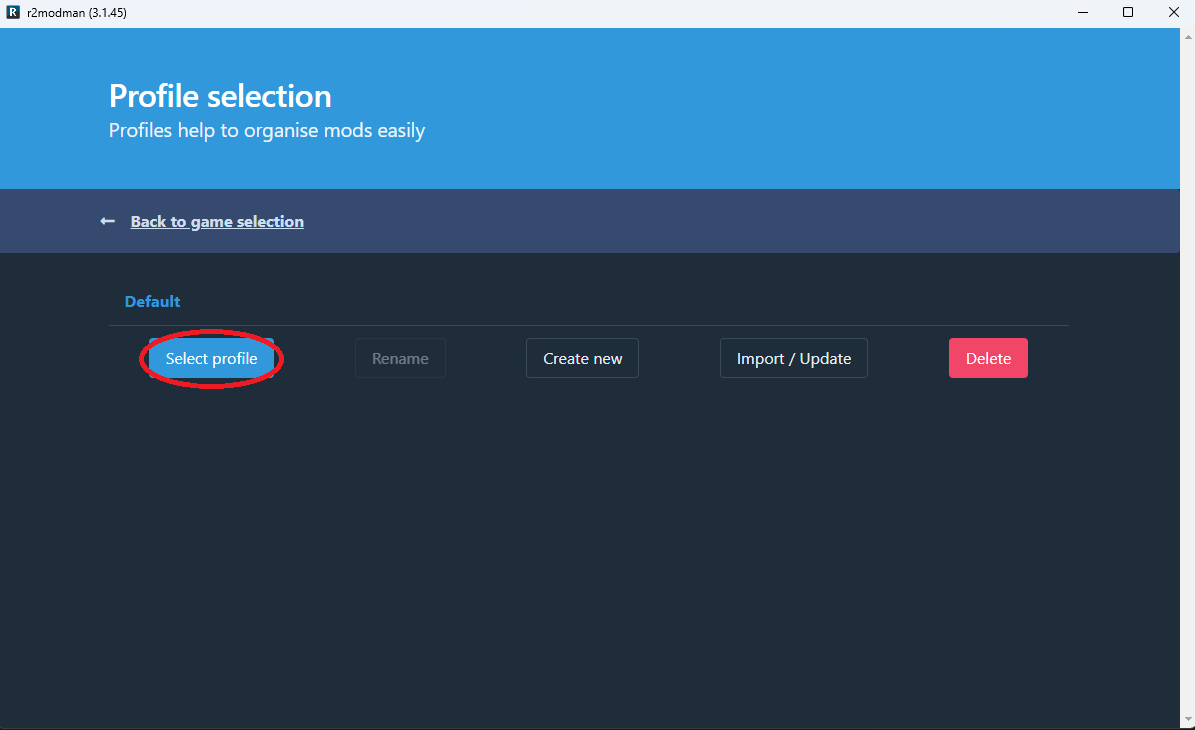 R r2modman (3.1.45)
Profile selection
Profiles help to organise mods easily
Back to game selection
Default
Select profile Rename Create new Import / Update Delete